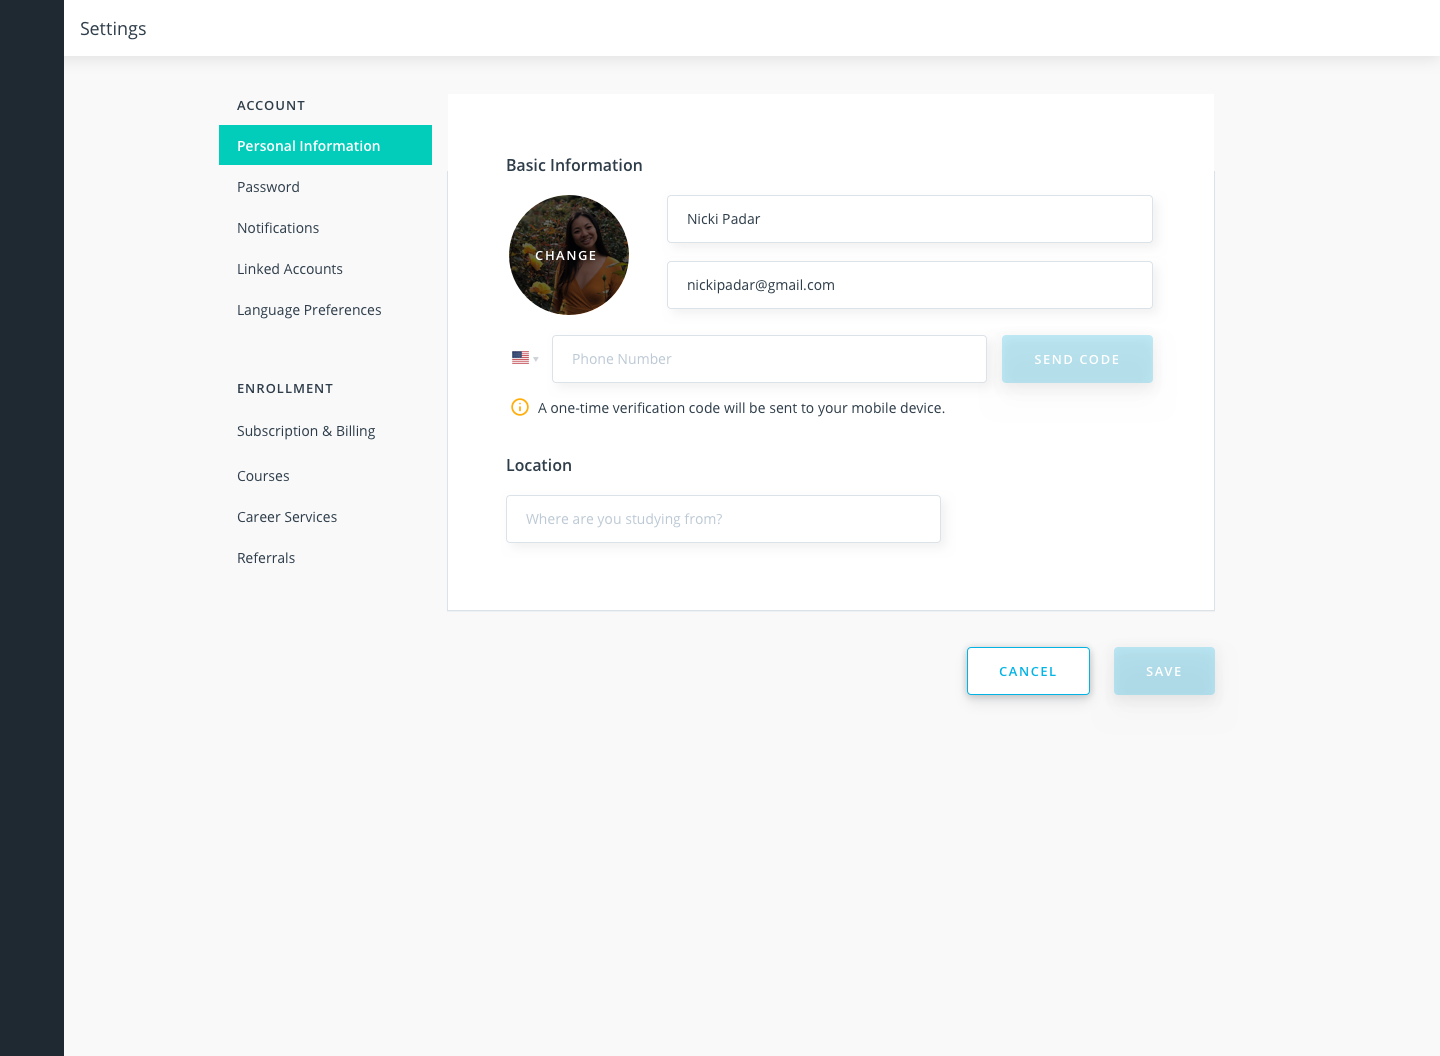 Settings
ACCOUNT
Personal Information
Password
Notifications
Linked Accounts
Language Preferences
ENROLLMENT
Subscription & Billing
Courses
Career Services
Referrals
Basic Information
CHANGE
Nicki Padar
nickipadar@gmail.com
Phone Number
SEND CODE
A one-time verification code will be sent to your mobile device.
Location
Where are you studying from?
CANCEL
SAVE